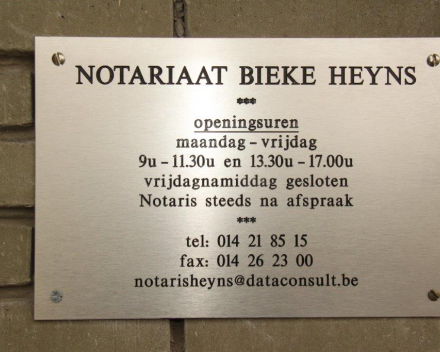 NOTARIAAT BIEKE HEYNS
***
openingsuren
maandag - vrijdag
9u - 11.30u en 13.30u - 17.00u
vrijdagnamiddag gesloten
Notaris steeds na afspraak
***
tel: 014 21 85 15
fax: 014 26 23 00
notarisheyns@dataconsult.be